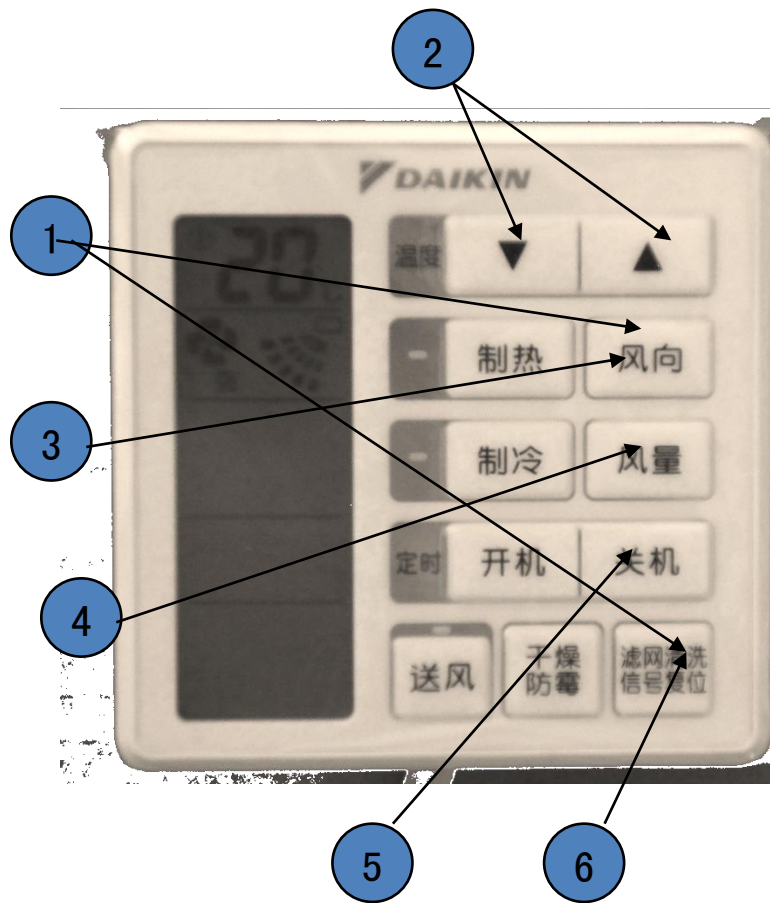 2
DAIKIN
1
28
温度 ▼ ▲
- 制热 风向
3
- 制冷 风量
定时 开机 关机
4
送风
干燥
防霉
滤网清洗
信号复位
5
6